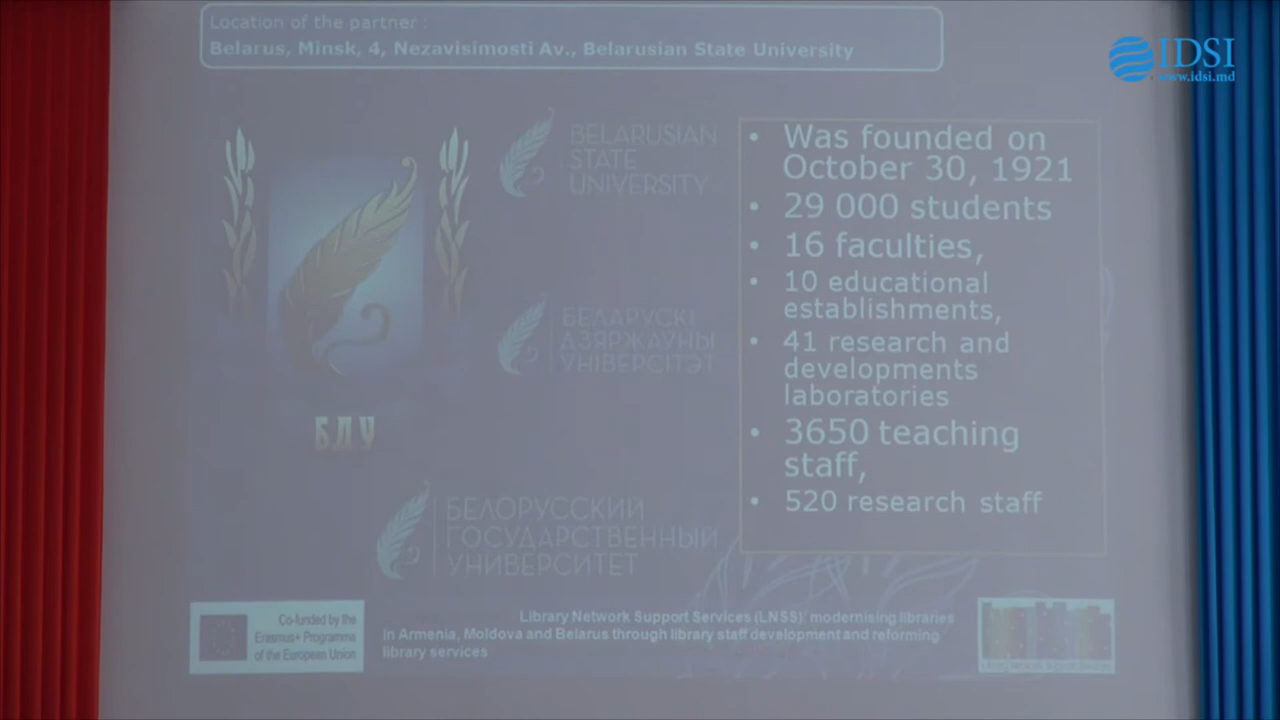 Location of the partner :
Belarus, Minsk, 4, Nezavisimosti Av., Belarusian State University
IDSI
www.idsi.md
BELARUSIAN
STATE
UNIVERSITY
БЕЛАРУСКІ
ДЗЯРЖАЎНЫ
УНІВЕРСІТЭТ
БДУ
БЕЛОРУССКИЙ
ГОСУДАРСТВЕННЫЙ
УНИВЕРСИТЕТ
• Was founded on
October 30, 1921
• 29 000 students
• 16 faculties,
• 10 educational
establishments,
• 41 research and
developments
laboratories
• 3650 teaching
staff,
• 520 research staff
Co-funded by the
Erasmus+ Programme
of the European Union
Library Network Support Services (LNSS): modernising libraries
in Armenia, Moldova and Belarus through library staff development and reforming
library services
Library Network Support Services